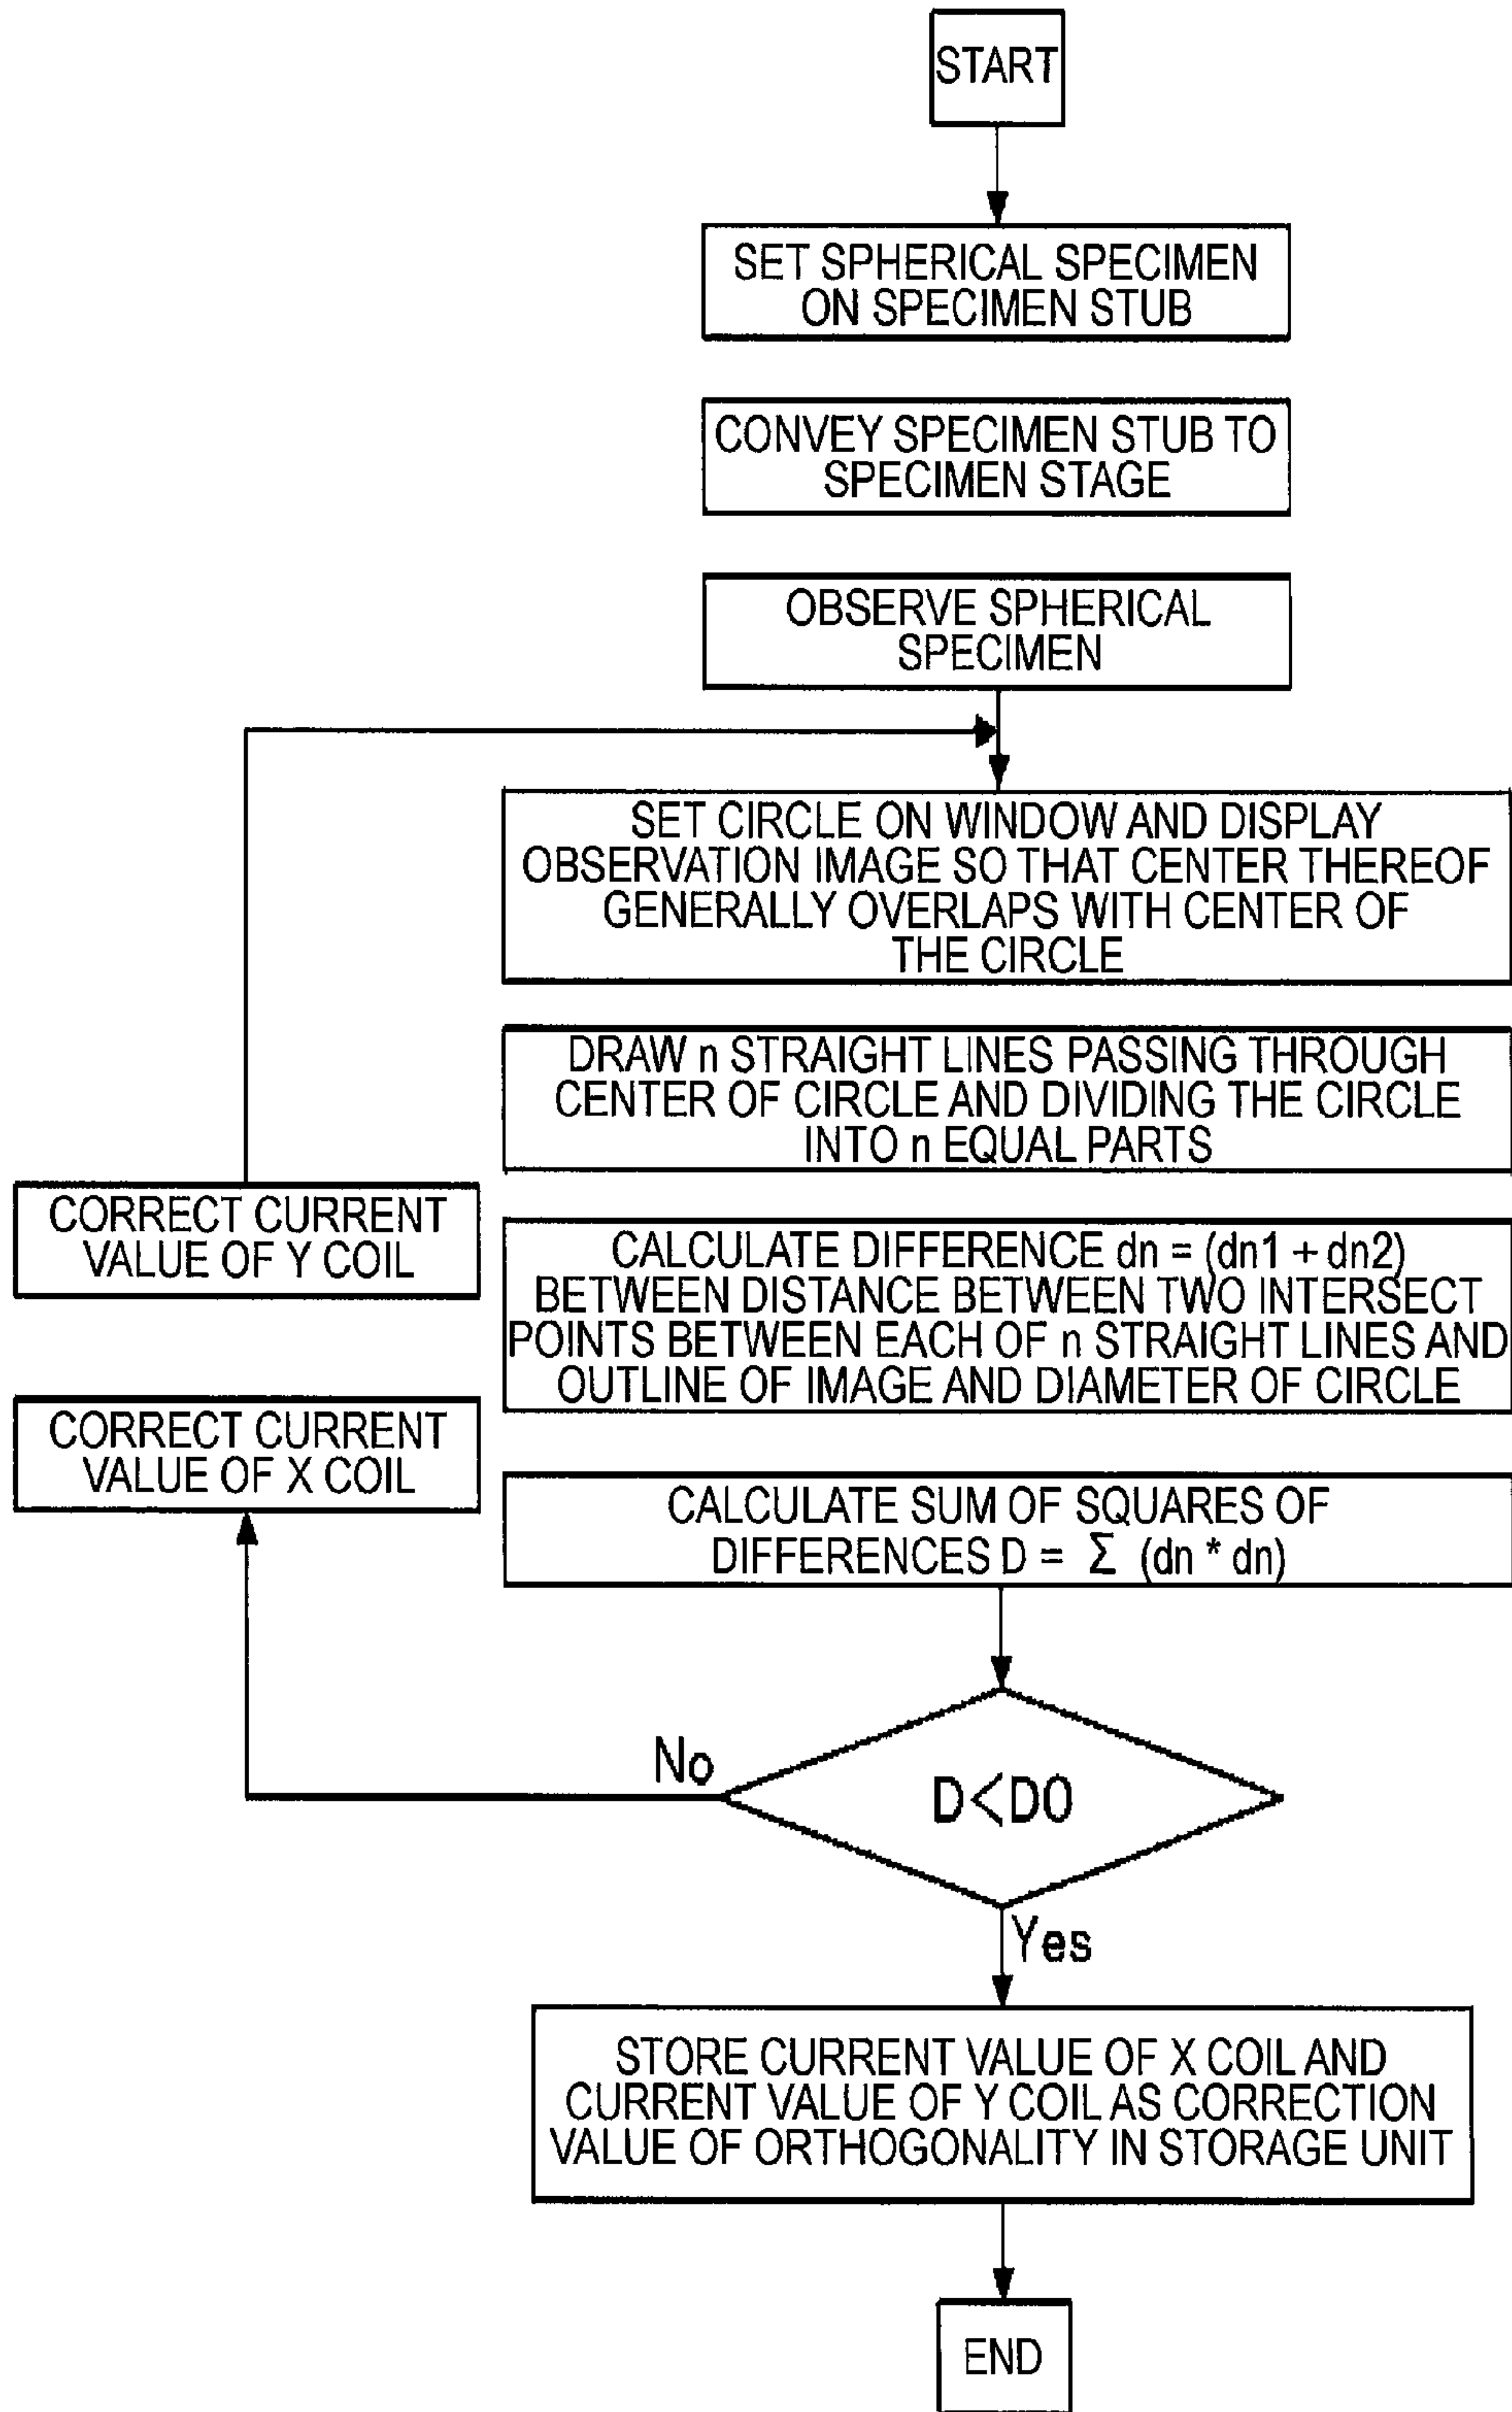 START
SET SPHERICAL SPECIMEN
ON SPECIMEN STUB
CONVEY SPECIMEN STUB TO
SPECIMEN STAGE
OBSERVE SPHERICAL
SPECIMEN
SET CIRCLE ON WINDOW AND DISPLAY
OBSERVATION IMAGE SO THAT CENTER THEREOF
GENERALLY OVERLAPS WITH CENTER OF
THE CIRCLE
DRAW n STRAIGHT LINES PASSING THROUGH
CENTER OF CIRCLE AND DIVIDING THE CIRCLE
INTO n EQUAL PARTS
CALCULATE DIFFERENCE dn = (dn1 + dn2)
BETWEEN DISTANCE BETWEEN TWO INTERSECT
POINTS BETWEEN EACH OF n STRAIGHT LINES AND
OUTLINE OF IMAGE AND DIAMETER OF CIRCLE
CALCULATE SUM OF SQUARES OF
DIFFERENCES D = Σ (dn * dn)
D<D0
No
CORRECT CURRENT
VALUE OF X COIL
CORRECT CURRENT
VALUE OF Y COIL
Yes
STORE CURRENT VALUE OF X COIL AND
CURRENT VALUE OF Y COIL AS CORRECTION
VALUE OF ORTHOGONALITY IN STORAGE UNIT
END